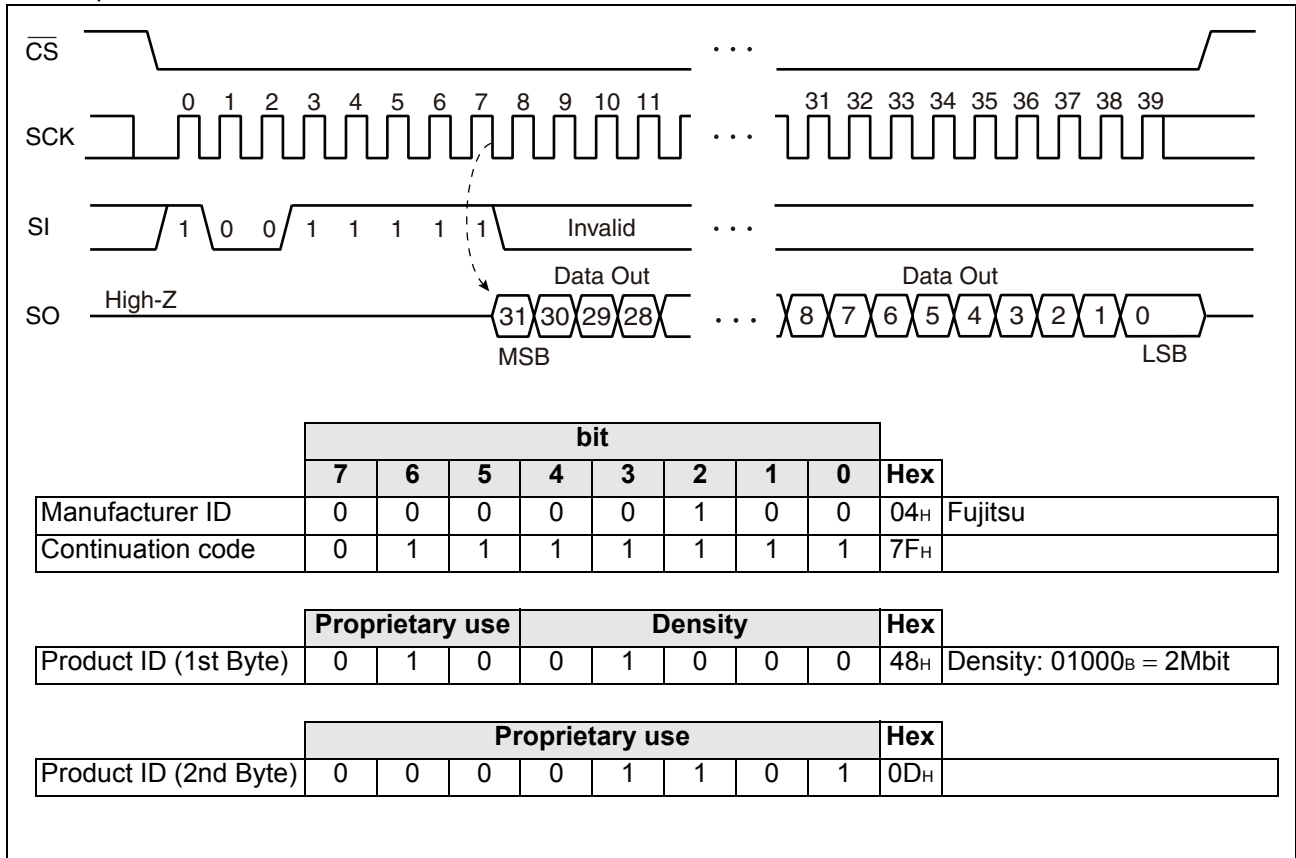 CS
0 1 2 3 4 5 6 7 8 9 10 11 31 32 33 34 35 36 37 38 39
SCK
SI 1 0 0 1 1 1 1 1 Invalid
Data Out Data Out
High-Z
SO 31 30 29 28 8 7 6 5 4 3 2 1 0
MSB LSB
bit
7 6 5 4 3 2 1 0 Hex
Manufacturer ID 0 0 0 0 0 1 0 0 04H Fujitsu
Continuation code 0 1 1 1 1 1 1 1 7FH
Proprietary use Density Hex
Product ID (1st Byte) 0 1 0 0 1 0 0 0 48H Density: 01000B = 2Mbit
Proprietary use Hex
Product ID (2nd Byte) 0 0 0 0 1 1 0 1 0DH